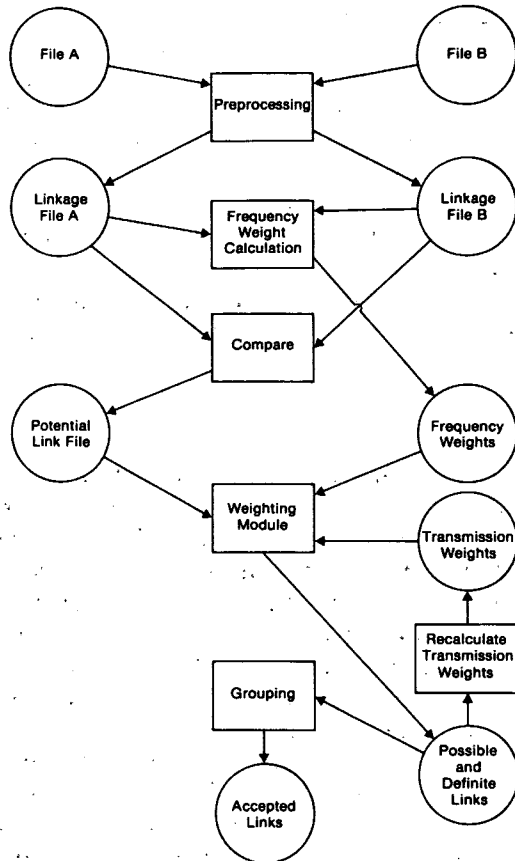 File A
File B
Preprocessing
Linkage
File A
Frequency
Weight
Calculation
Linkage
File B
Compare
Potential
Link File
Frequency
Weights
Weighting
Module
Transmission
Weights
Recalculate
Transmission
Weights
Grouping
Possible
and
Definite
Links
Accepted
Links